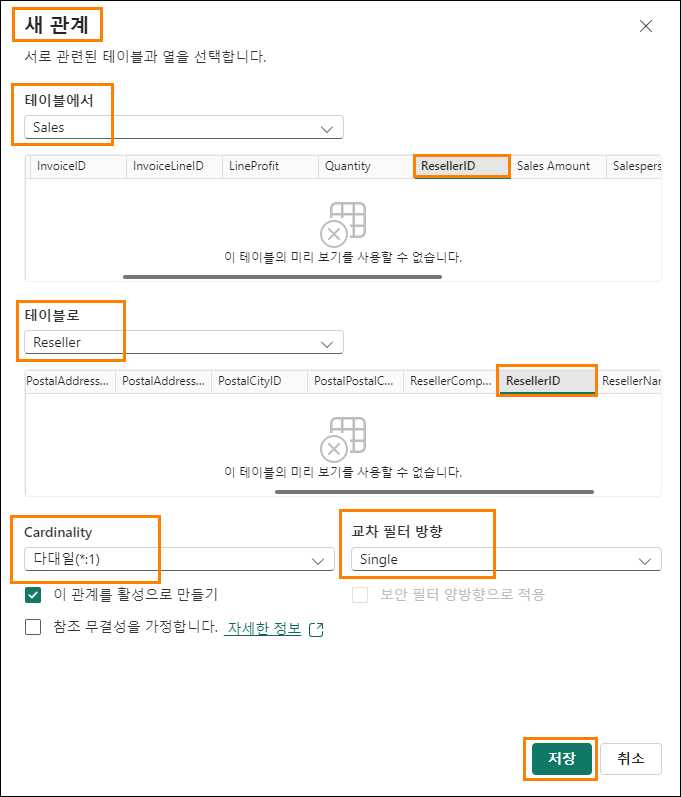 새 관계
서로 관련된 테이블과 열을 선택합니다.
테이블에서
Sales
InvoiceID InvoiceLineID LineProfit Quantity ResellerID Sales Amount Salespers
이 테이블의 미리 보기를 사용할 수 없습니다.
테이블로
Reseller
PostalAddress... PostalAddress... PostalCityID PostalPostalC... ResellerComp... ResellerID ResellerNar
이 테이블의 미리 보기를 사용할 수 없습니다.
Cardinality 교차 필터 방향
다대일(*:1) Single
이 관계를 활성으로 만들기 보안 필터 양방향으로 적용
참조 무결성을 가정합니다. 자세한 정보
저장 취소